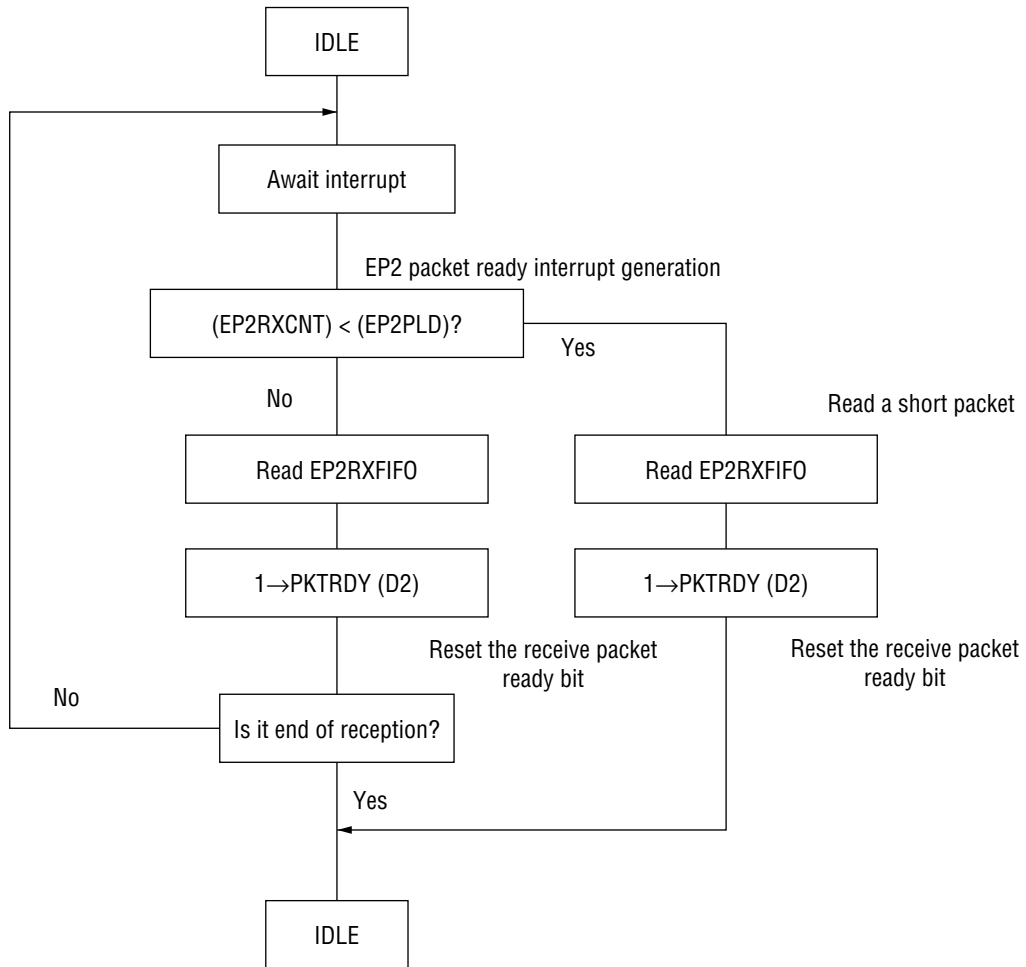 IDLE
Await interrupt
EP2 packet ready interrupt generation
(EP2RXCNT) < (EP2PLD)?
Yes
No
Read a short packet
Read EP2RXFIFO
Read EP2RXFIFO
1→PKTRDY (D2)
1→PKTRDY (D2)
Reset the receive packet
ready bit
Reset the receive packet
ready bit
No
Is it end of reception?
Yes
IDLE